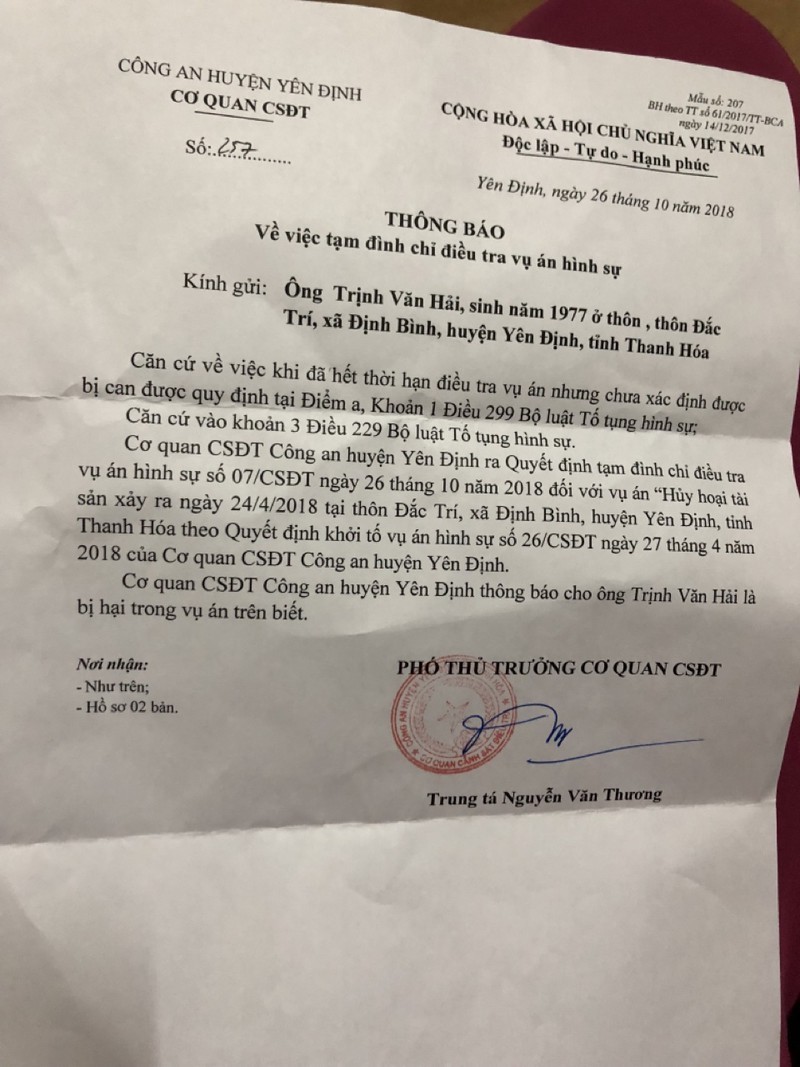 CÔNG AN HUYỆN YÊN ĐỊNH
CƠ QUAN CSĐT
Số: 257
Mẫu số: 207
BH theo TT số 61/2017/TT-BCA
ngày 14/12/2017
CỘNG HÒA XÃ HỘI CHỦ NGHĨA VIỆT NAM
Độc lập - Tự do - Hạnh phúc
Yên Định, ngày 26 tháng 10 năm 2018
THÔNG BÁO
Về việc tạm đình chỉ điều tra vụ án hình sự
Kính gửi: Ông Trịnh Văn Hải, sinh năm 1977 ở thôn , thôn Đắc
Trí, xã Định Bình, huyện Yên Định, tỉnh Thanh Hóa
Căn cứ về việc khi đã hết thời hạn điều tra vụ án nhưng chưa xác định được
bị can được quy định tại Điểm a, Khoản 1 Điều 299 Bộ luật Tố tụng hình sự;
Căn cứ vào khoản 3 Điều 229 Bộ luật Tố tụng hình sự.
Cơ quan CSĐT Công an huyện Yên Định ra Quyết định tạm đình chỉ điều tra
vụ án hình sự số 07/CSĐT ngày 26 tháng 10 năm 2018 đối với vụ án “Hủy hoại tài
sản xảy ra ngày 24/4/2018 tại thôn Đắc Trí, xã Định Bình, huyện Yên Định, tỉnh
Thanh Hóa theo Quyết định khởi tố vụ án hình sự số 26/CSĐT ngày 27 tháng 4 năm
2018 của Cơ quan CSĐT Công an huyện Yên Định.
Cơ quan CSĐT Công an huyện Yên Định thông báo cho ông Trịnh Văn Hải là
bị hại trong vụ án trên biết.
Nơi nhận:
- Như trên;
- Hồ sơ 02 bản.
PHÓ THỦ TRƯỞNG CƠ QUAN CSĐT
Trung tá Nguyễn Văn Thương